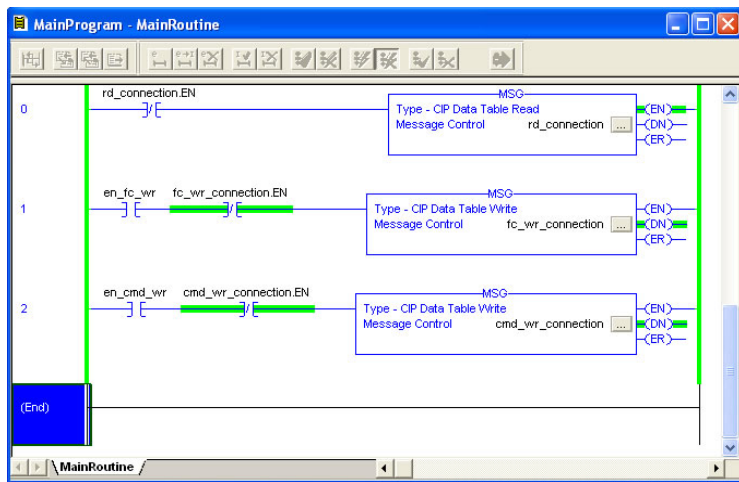 MainProgram - MainRoutine
rd_connection.EN
MSG
0
Type - CIP Data Table Read
(EN)
Message Control rd_connection ...
(DN)
(ER)
en_fc_wr fc_wr_connection.EN
MSG
1
Type - CIP Data Table Write
(EN)
Message Control fc_wr_connection ...
(DN)
(ER)
en_cmd_wr cmd_wr_connection.EN
MSG
2
Type - CIP Data Table Write
(EN)
Message Control cmd_wr_connection ...
(DN)
(ER)
(End)
MainRoutine